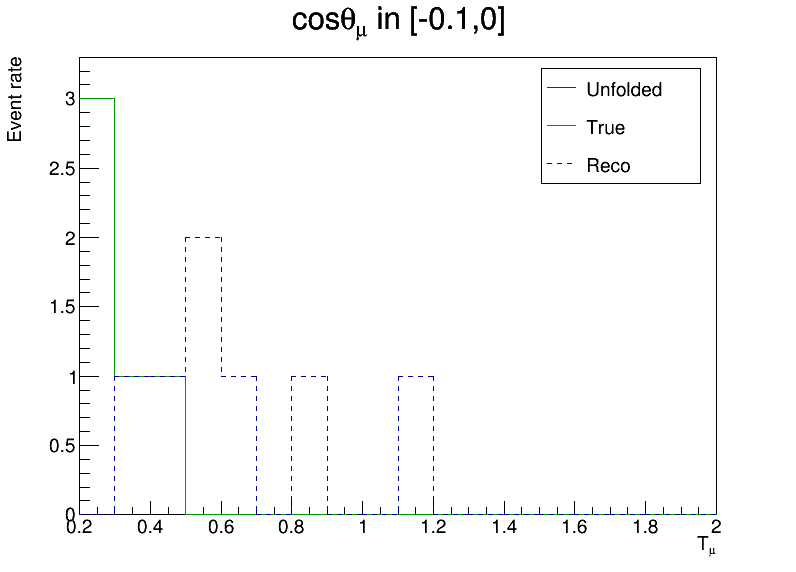 cosθμ in [-0.1,0]
Event rate
Unfolded
True
Reco
3
2.5
2
1.5
1
0.5
0
0.2 0.4 0.6 0.8 1 1.2 1.4 1.6 1.8 2
Tμ